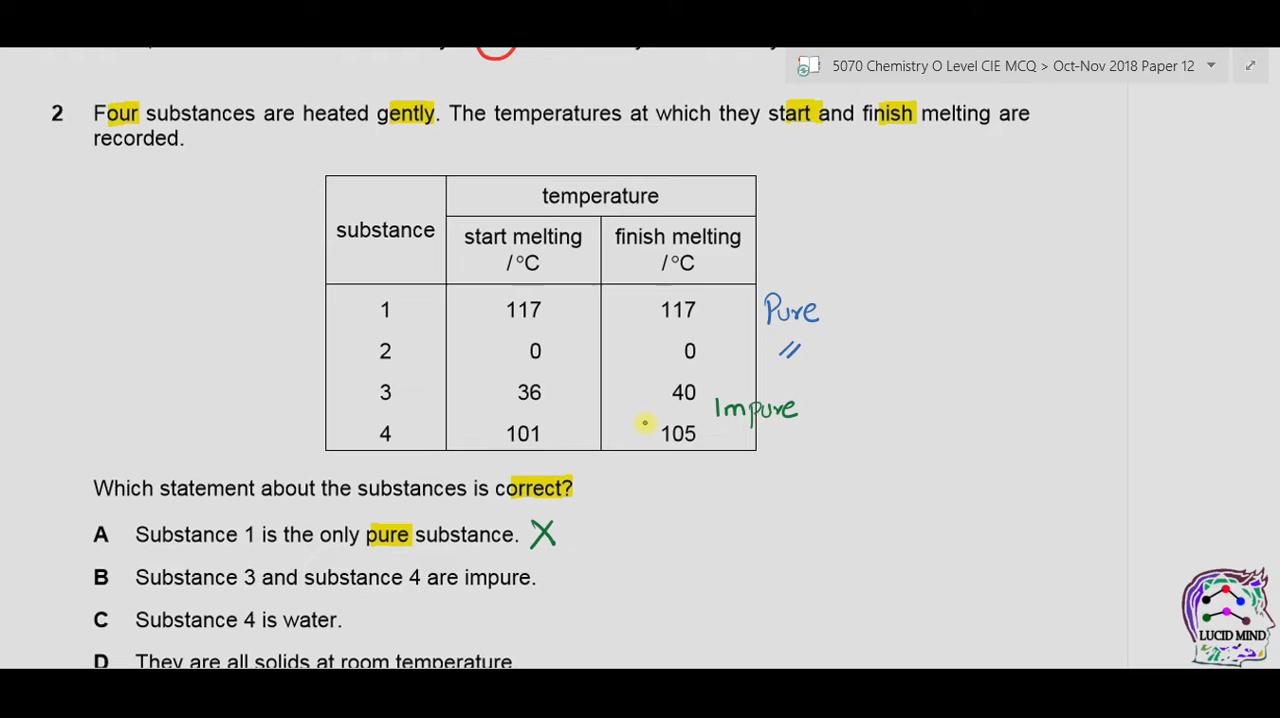 5070 Chemistry O Level CIE MCQ > Oct-Nov 2018 Paper 12
2 Four substances are heated gently. The temperatures at which they start and finish melting are
recorded.
temperature
substance
start melting finish melting
/°C /°C
1 117 117 Pure
2 0 0 〃
3 36 40
Impure
4 101 105
Which statement about the substances is correct?
A Substance 1 is the only pure substance. X
B Substance 3 and substance 4 are impure.
C Substance 4 is water.
D They are all solids at room temperature
LUCID MIND